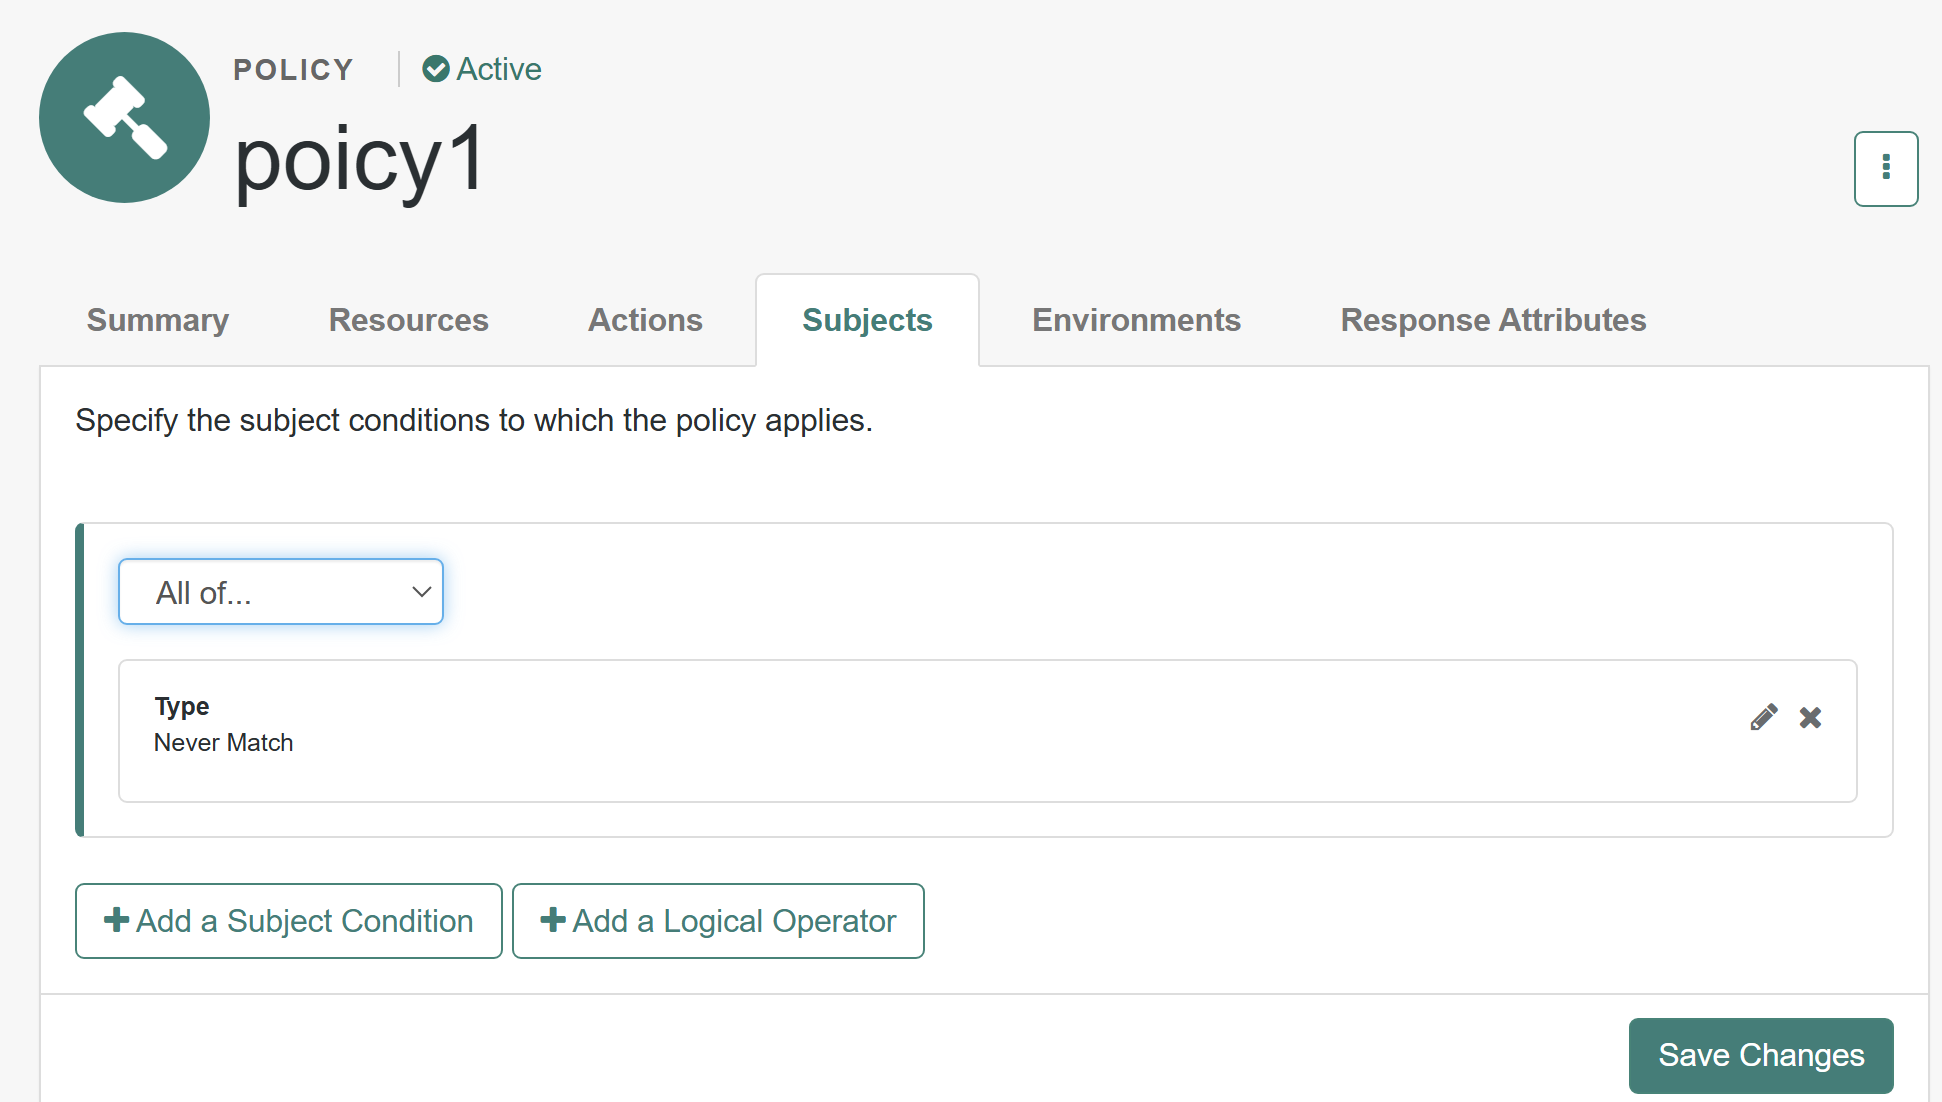 POLICY
Active
poicy1
Summary Resources Actions Subjects Environments Response Attributes
Specify the subject conditions to which the policy applies.
All of...
Type
Never Match
Add a Subject Condition Add a Logical Operator
Save Changes